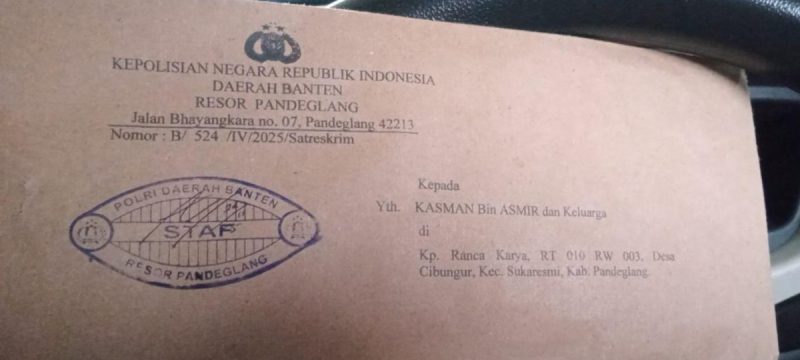 KEPOLISIAN NEGARA REPUBLIK INDONESIA
DAERAH BANTEN
RESOR PANDEGLANG
Jalan Bhayangkara no. 07, Pandeglang 42213
Nomor : B/ 524 /IV/2025/Satreskrim
POLRI DAERAH BANTEN
STAF
RESOR PANDEGLANG
Kepada
Yth. KASMAN Bin ASMIR dan Keluarga
di
Kp. Ranca Karya, RT 010 RW 003, Desa
Cibungur, Kec. Sukaresmi, Kab. Pandeglang.